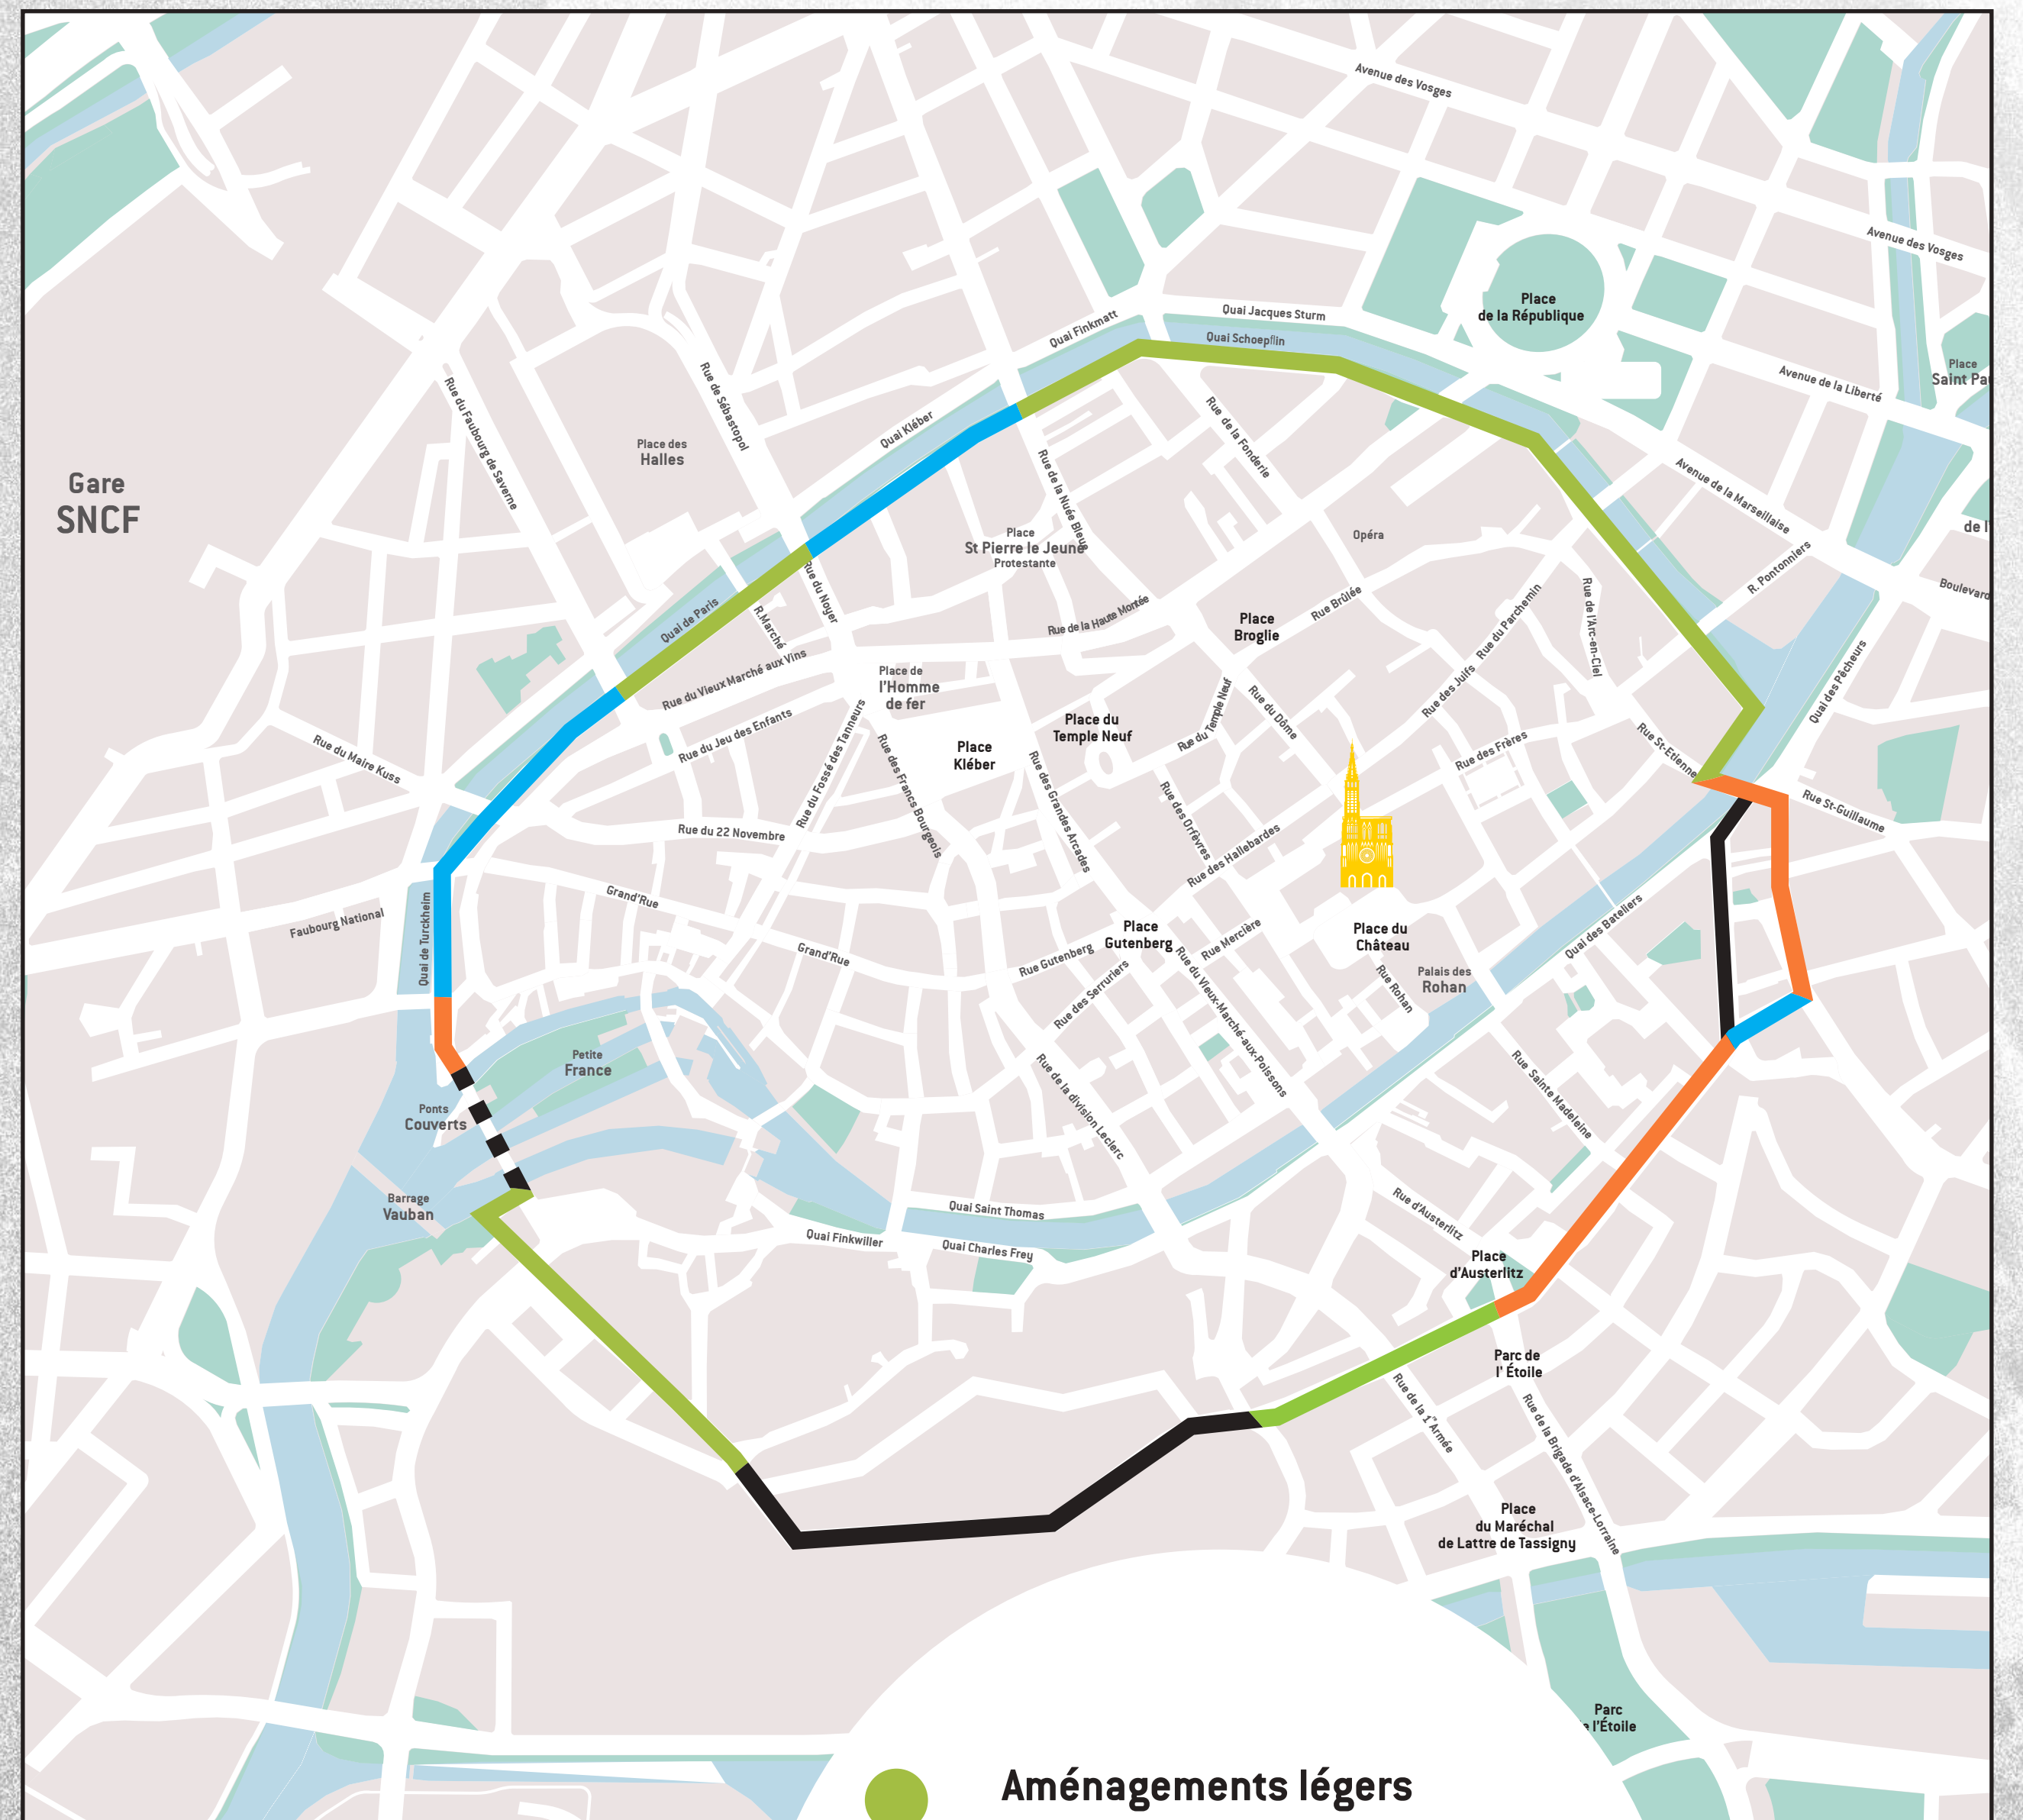 Avenue des Vosges
Avenue des Vosges
Place
de la République
Quai Jacques Sturm
Quai Schoepflin
Quai Finkmatt
Place
Avenue de la Liberté
Rue du Faubourg de Saverne
Rue de Sébastopol
Quai Kléber
Rue de la Fonderie
Place des
Halles
Rue de la Nuée Bleue
Avenue de la Marseillaise
Gare
SNCF
Place
St Pierre le Jeune
Protestante
Opéra
R. Pontonniers
Boulevard
Rue du Noyer
Quai de Paris
R.Marché
Rue de la Haute Montée
Place
Broglie
Rue Brûlée
Rue du Parchemin
Rue de l'Arc-en-Ciel
Quai des Pêcheurs
Rue du Vieux Marché aux Vins
Place de
l'Homme
de fer
Rue des Juifs
Rue du Maire Kuss
Rue du Jeu des Enfants
Rue du Fossé des Tanneurs
Rue des Francs Bourgeois
Place
Kléber
Place du
Temple Neuf
Rue du Temple Neuf
Rue du Dôme
Rue des Frères
Rue St-Etienne
Rue St-Guillaume
Rue du 22 Novembre
Rue des Grandes Arcades
Rue des Orfèvres
Rue des Hallebardes
Faubourg National
Quai de Turckheim
Grand'Rue
Grand'Rue
Rue Gutenberg
Place
Gutenberg
Rue Mercière
Place du
Château
Quai des Bateliers
Rue des Serruriers
Rue du Vieux-Marché-aux-Poissons
Rue Rohan
Palais des
Rohan
Petite
France
Rue de la division Leclerc
Rue Sainte Madeleine
Ponts
Couverts
Barrage
Vauban
Quai Saint Thomas
Quai Finkwiller
Quai Charles Frey
Rue d'Austerlitz
Place
d'Austerlitz
Parc de
l' Étoile
Rue de la 1re Armée
Rue de la Brigade d'Alsace-Lorraine
Place
du Maréchal
de Lattre de Tassigny
Parc
l'Étoile
Aménagements légers